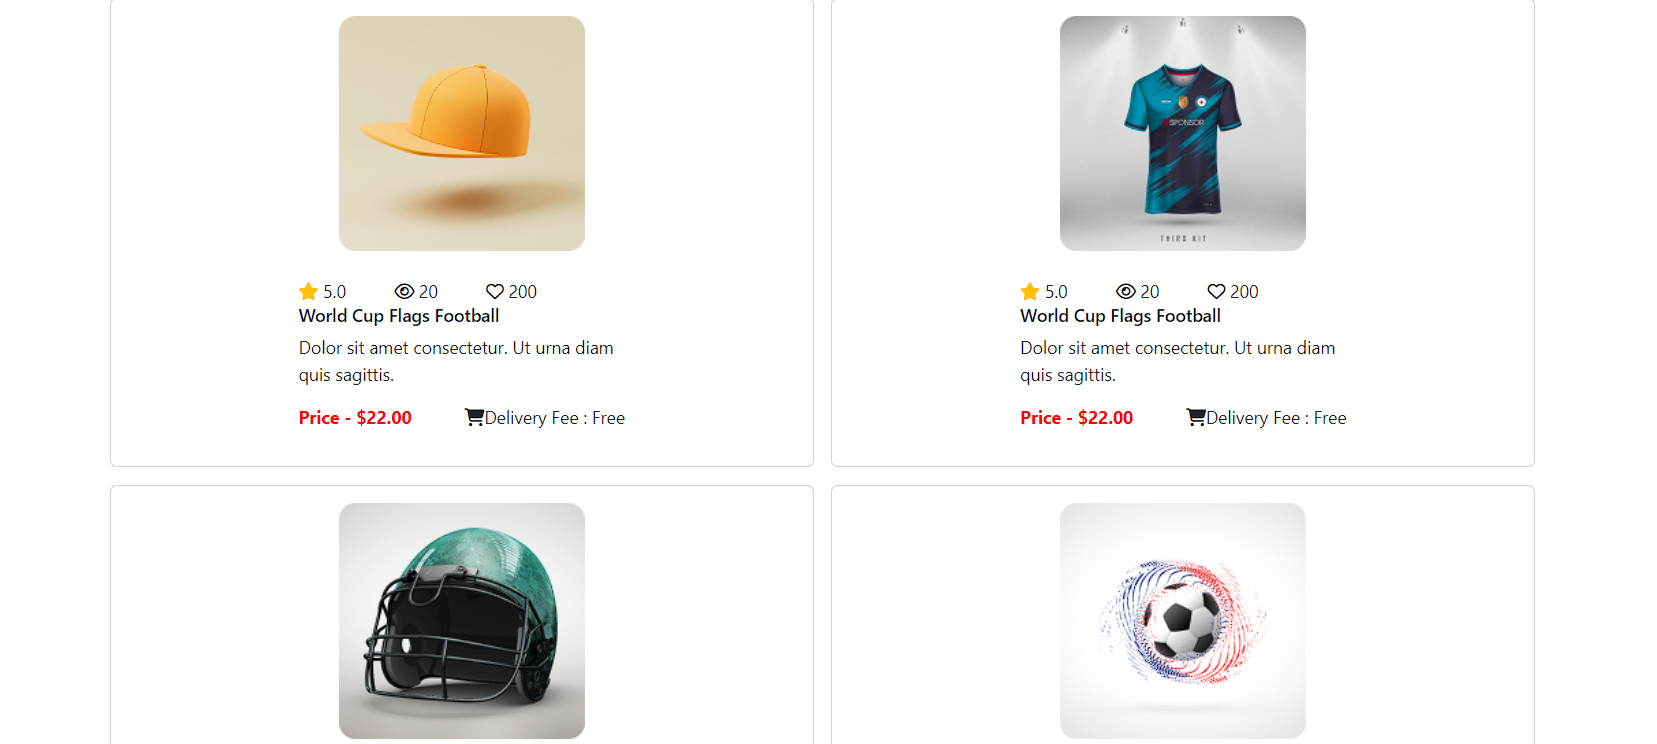 SPONSOR
THIRD KIT
5.0 20 200
World Cup Flags Football
Dolor sit amet consectetur. Ut urna diam
quis sagittis.
Price - $22.00 Delivery Fee : Free
5.0 20 200
World Cup Flags Football
Dolor sit amet consectetur. Ut urna diam
quis sagittis.
Price - $22.00 Delivery Fee : Free